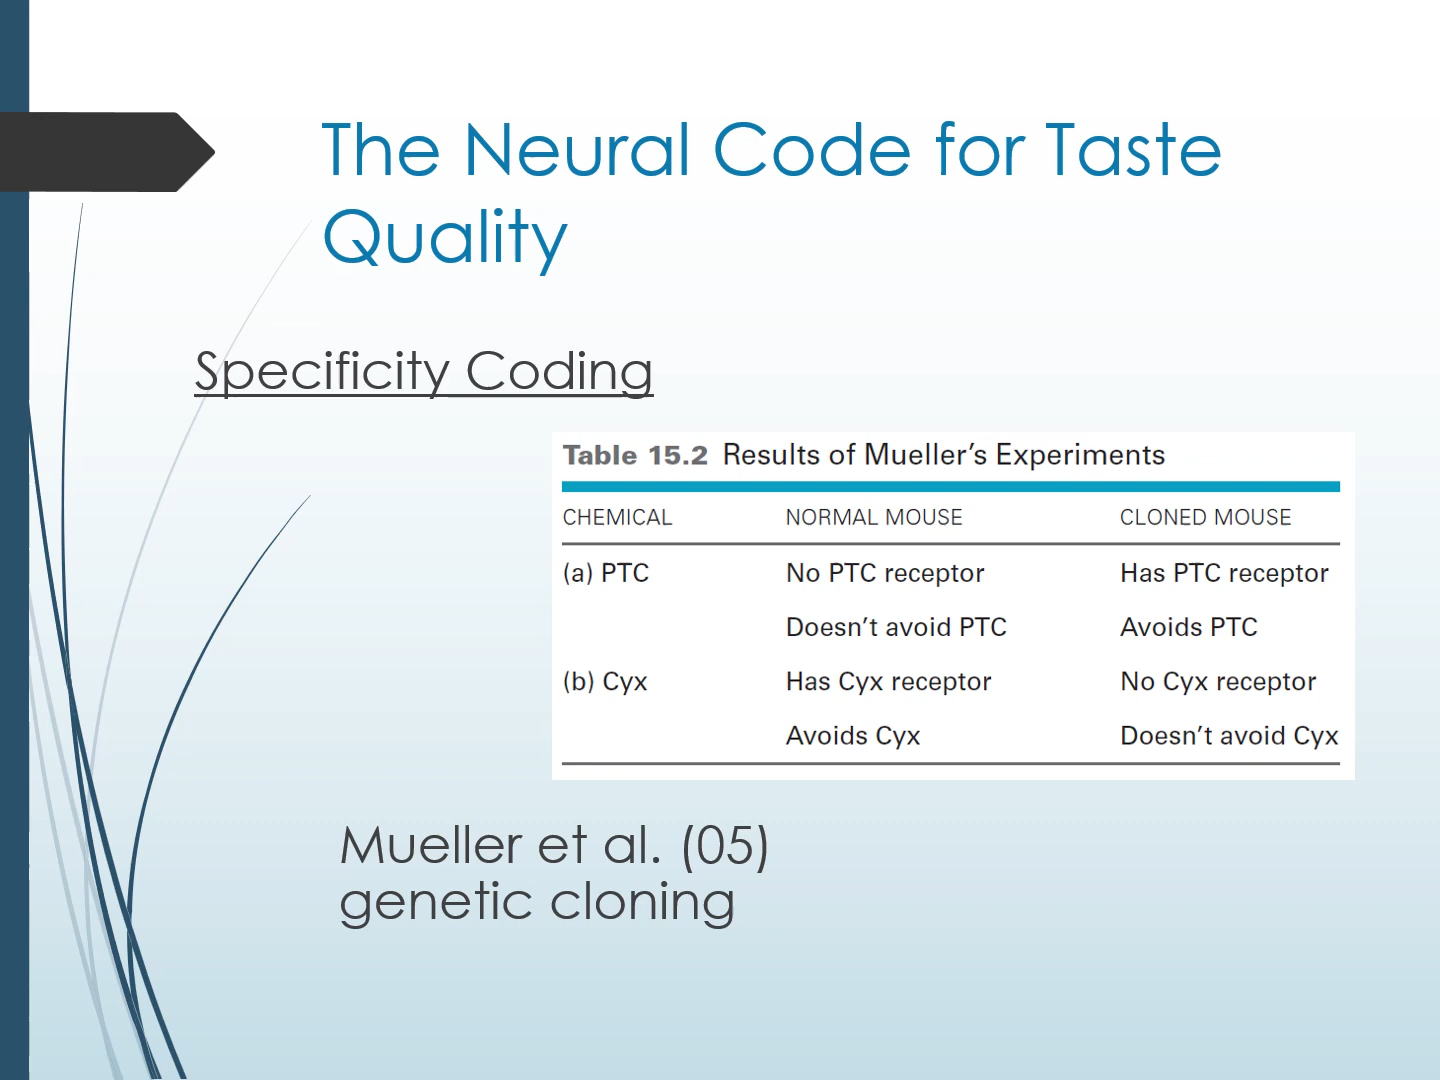 The Neural Code for Taste
Quality
Specificity Coding
Table 15.2 Results of Mueller’s Experiments
CHEMICAL NORMAL MOUSE CLONED MOUSE
(a) PTC No PTC receptor Has PTC receptor
Doesn’t avoid PTC Avoids PTC
(b) Cyx Has Cyx receptor No Cyx receptor
Avoids Cyx Doesn’t avoid Cyx
Mueller et al. (05)
genetic cloning